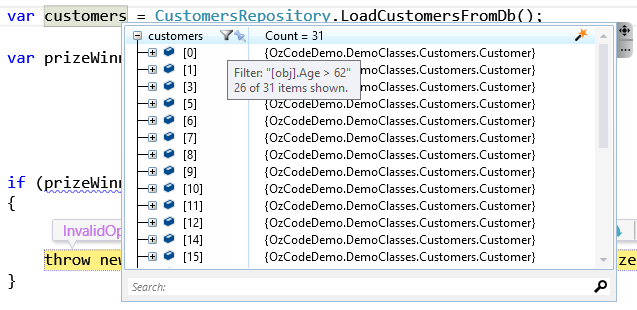 var customers = CustomersRepository.LoadCustomersFromDb();
customers Count = 31
var prizeWinn
[0] {OzCodeDemo.DemoClasses.Customers.Customer}
Filter: "[obj].Age > 62"
26 of 31 items shown.
[1] {OzCodeDemo.DemoClasses.Customers.Customer}
[3] {OzCodeDemo.DemoClasses.Customers.Customer}
[5] {OzCodeDemo.DemoClasses.Customers.Customer}
[6] {OzCodeDemo.DemoClasses.Customers.Customer}
[7] {OzCodeDemo.DemoClasses.Customers.Customer}
[8] {OzCodeDemo.DemoClasses.Customers.Customer}
[9] {OzCodeDemo.DemoClasses.Customers.Customer}
if (prizeWinn
[10] {OzCodeDemo.DemoClasses.Customers.Customer}
{
[11] {OzCodeDemo.DemoClasses.Customers.Customer}
[12] {OzCodeDemo.DemoClasses.Customers.Customer}
InvalidOp
[14] {OzCodeDemo.DemoClasses.Customers.Customer}
throw new
[15] {OzCodeDemo.DemoClasses.Customers.Customer}
ze
}
Search: